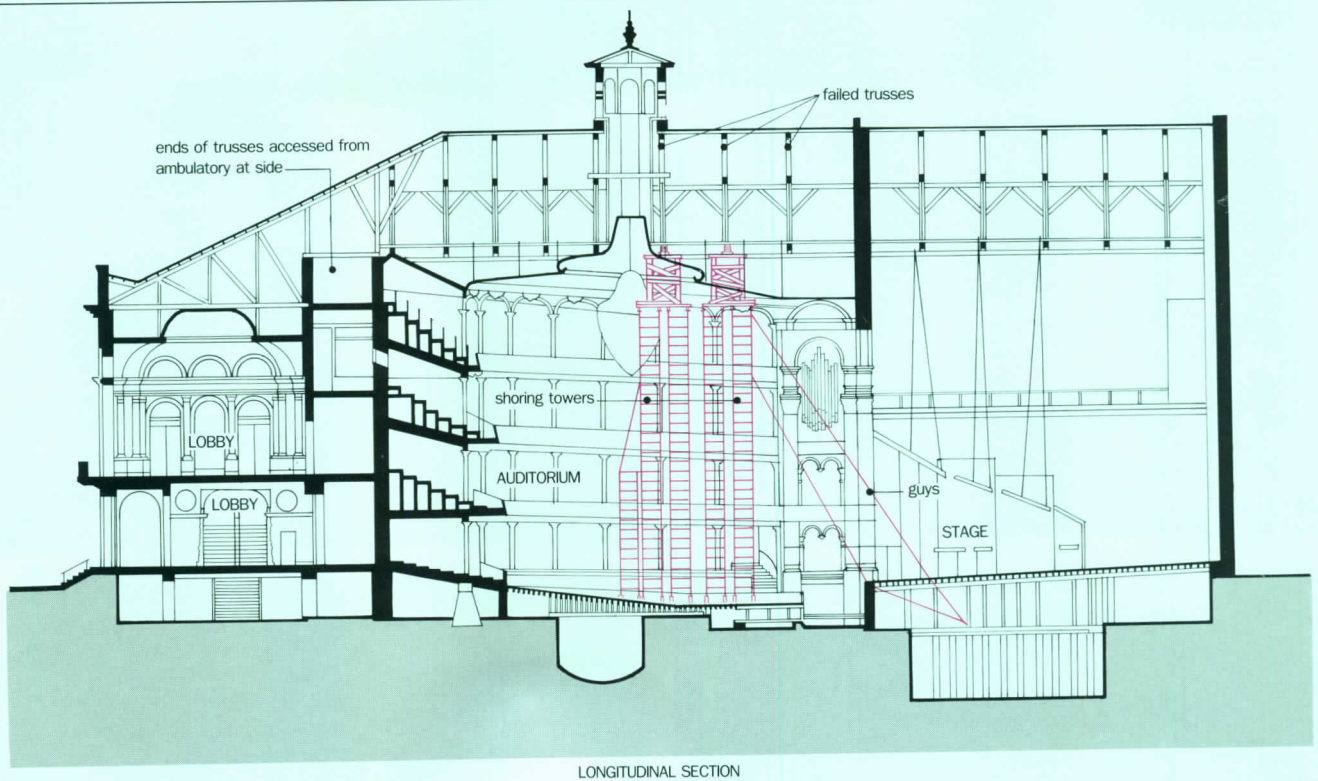 failed trusses
ends of trusses accessed from
ambulatory at side
shoring towers
LOBBY
AUDITORIUM
guys
LOBBY
STAGE
LONGITUDINAL SECTION